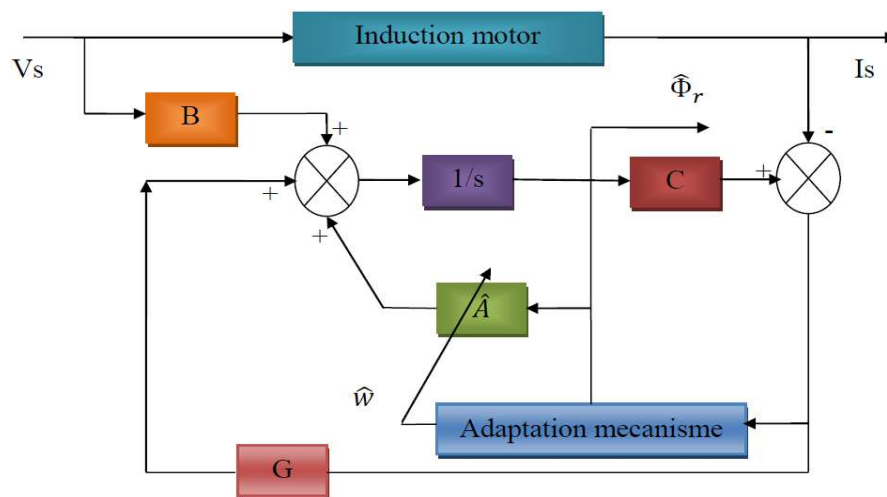 Induction motor
Vs
Is
B
Φ̂r
+
-
+
1/s
C
+
+
Â
ŵ
Adaptation mecanisme
G